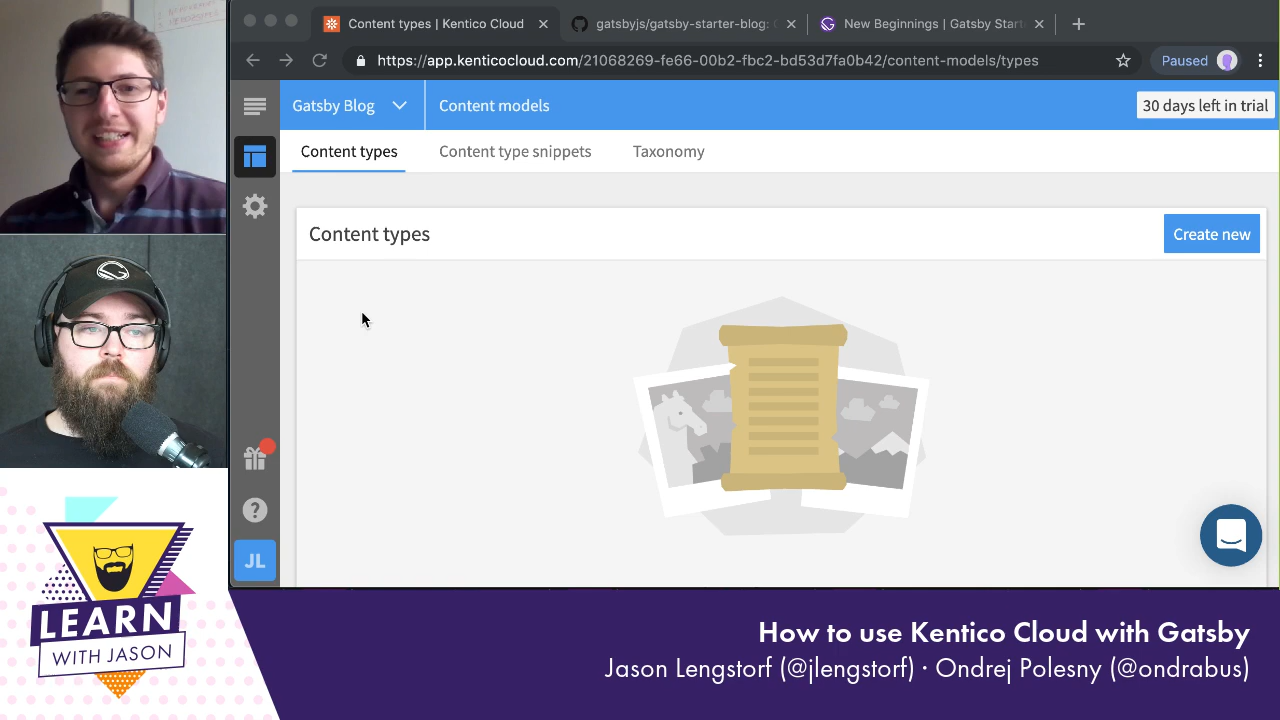 Content types | Kentico Cloud
gatsbyjs/gatsby-starter-blog:
New Beginnings | Gatsby Start
https://app.kenticocloud.com/21068269-fe66-00b2-fbc2-bd53d7fa0b42/content-models/types
Paused
Gatsby Blog
Content models
30 days left in trial
Content types
Content type snippets
Taxonomy
Content types
Create new
?
JL
LEARN
WITH JASON
How to use Kentico Cloud with Gatsby
Jason Lengstorf (@jlengstorf) · Ondrej Polesny (@ondrabus)